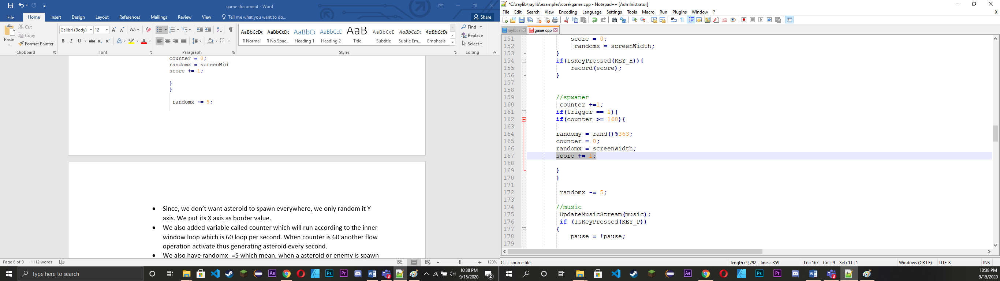 game document - Word
File Home Insert Design Layout References Mailings Review View Tell me what you want to do... Share
Paste
Cut
Copy
Format Painter
Clipboard
Calibri (Body) 12
Font
Paragraph
AaBbCcDc AaBbCcDc AaBbCc AaBbCcD AaB AaBbCcD AaBbCcDc AaBbCcDc
¶ Normal ¶ No Spac... Heading 1 Heading 2 Title Subtitle Subtle Em... Emphasis
Styles
Find
Replace
Select
Editing
counter = 0;
randomx = screenWid
score += 1;
}
}
randomx -= 5;
• Since, we don’t want asteroid to spawn everywhere, we only random it Y
axis. We put its X axis as border value.
• We also added variable called counter which will run according to the inner
window loop which is 60 loop per second. When counter is 60 another flow
operation activate thus generating asteroid every second.
• We also have randomx -=5 which mean, when a asteroid or enemy is spawn
Page 8 of 9 1112 words 120%
Type here to search
10:38 PM
9/15/2020
*C:\raylib\raylib\examples\core\game.cpp - Notepad++ [Administrator]
File Edit Search View Encoding Language Settings Tools Macro Run Plugins Window ? X
raylib.h game.cpp
151 score = 0;
152 randomx = screenWidth;
153 }
154 if(IsKeyPressed(KEY_H)){
155 record(score);
156 }
157
158
159 //spwaner
160 counter +=1;
161 if(trigger == 1){
162 if(counter >= 160){
163
164 randomy = rand()%363;
165 counter = 0;
166 randomx = screenWidth;
167 score += 1;
168
169 }
170 }
171
172 randomx -= 5;
173
174 //music
175 UpdateMusicStream(music);
176 if (IsKeyPressed(KEY_P))
177 {
178 pause = !pause;
179
C++ source file length : 9,792 lines : 359 Ln : 167 Col : 9 Sel : 11 | 1 Windows (CR LF) UTF-8 INS
10:38 PM
9/15/2020